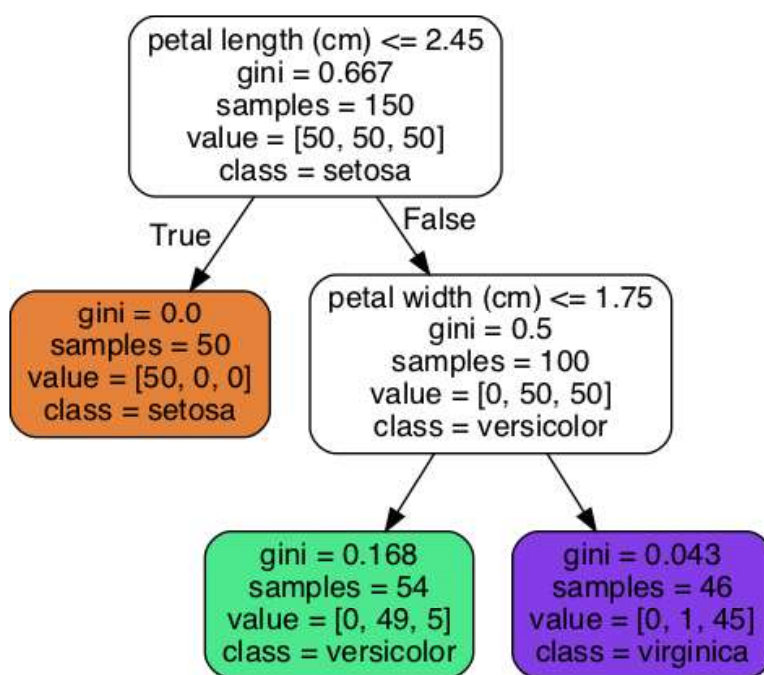 petal length (cm) <= 2.45
gini = 0.667
samples = 150
value = [50, 50, 50]
class = setosa
True
False
gini = 0.0
samples = 50
value = [50, 0, 0]
class = setosa
petal width (cm) <= 1.75
gini = 0.5
samples = 100
value = [0, 50, 50]
class = versicolor
gini = 0.168
samples = 54
value = [0, 49, 5]
class = versicolor
gini = 0.043
samples = 46
value = [0, 1, 45]
class = virginica